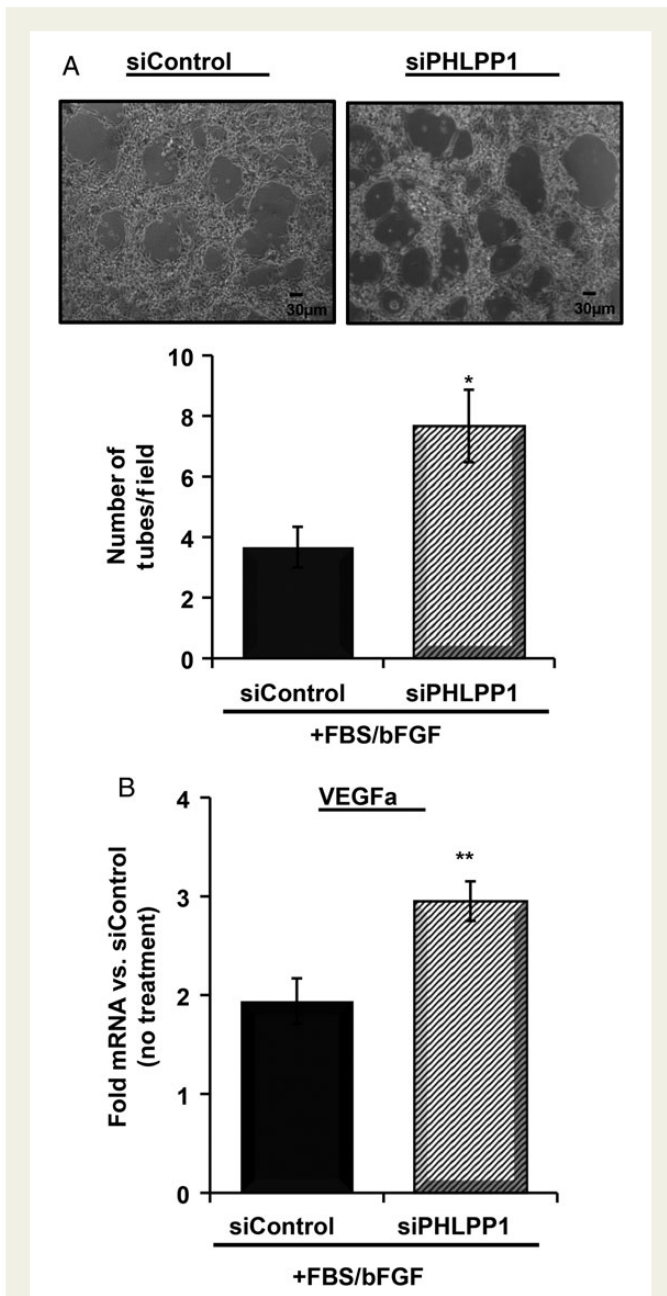 A
siControl
siPHLPP1
30µm
30µm
10
8
6
4
2
0
*
Number of
tubes/field
siControl
siPHLPP1
+FBS/bFGF
B
VEGFa
4
3
2
1
0
**
Fold mRNA vs. siControl
(no treatment)
siControl
siPHLPP1
+FBS/bFGF